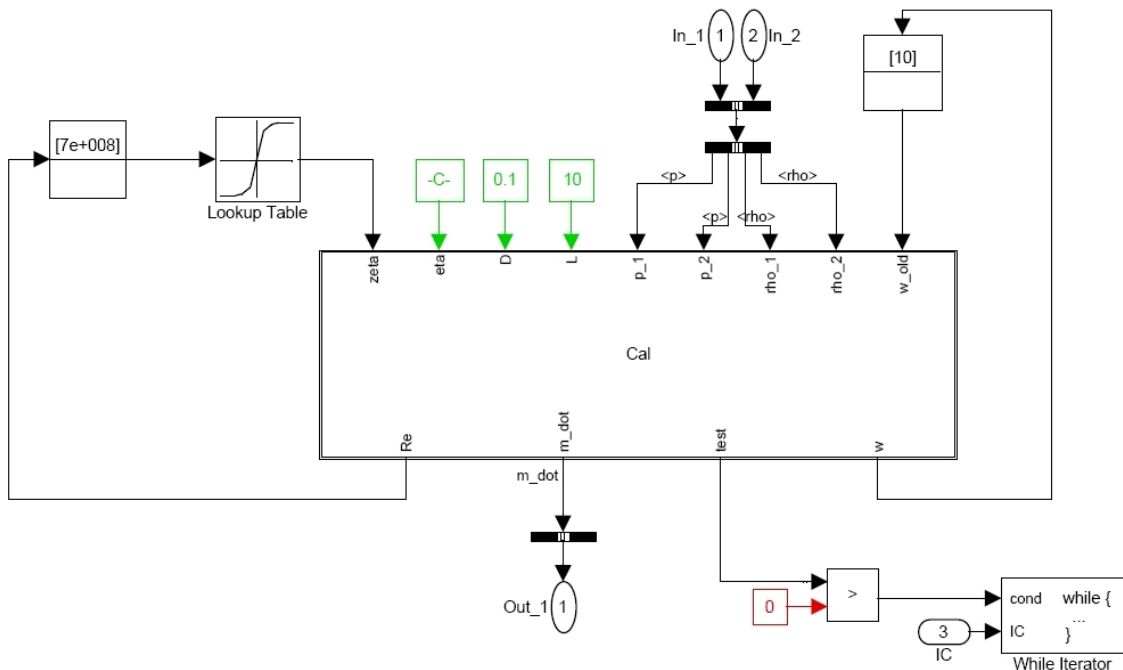 In_1
1
2
In_2
[10]
[7e+008]
Lookup Table
-C-
0.1
10
<p>
<rho>
<p>
<rho>
zeta
eta
D
L
p_1
p_2
rho_1
rho_2
w_old
Cal
Re
m_dot
test
w
m_dot
Out_1
1
0
>
cond
while {
...
IC
}
3
IC
While Iterator